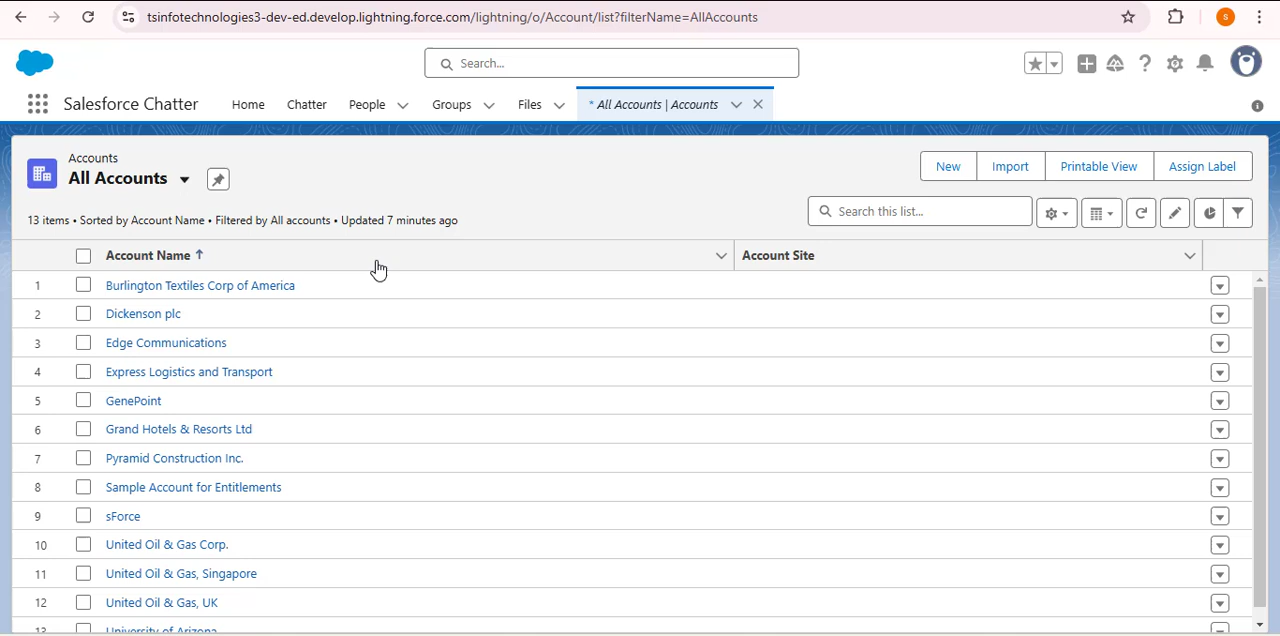 tsinfotechnologies3-dev-ed.develop.lightning.force.com/lightning/o/Account/list?filterName=AllAccounts
S
Search...
Salesforce Chatter Home Chatter People Groups Files * All Accounts | Accounts
Accounts
All Accounts
New Import Printable View Assign Label
13 items • Sorted by Account Name • Filtered by All accounts • Updated 7 minutes ago
Search this list...
Account Name Account Site
1 Burlington Textiles Corp of America
2 Dickenson plc
3 Edge Communications
4 Express Logistics and Transport
5 GenePoint
6 Grand Hotels & Resorts Ltd
7 Pyramid Construction Inc.
8 Sample Account for Entitlements
9 sForce
10 United Oil & Gas Corp.
11 United Oil & Gas, Singapore
12 United Oil & Gas, UK
13 University of Arizona